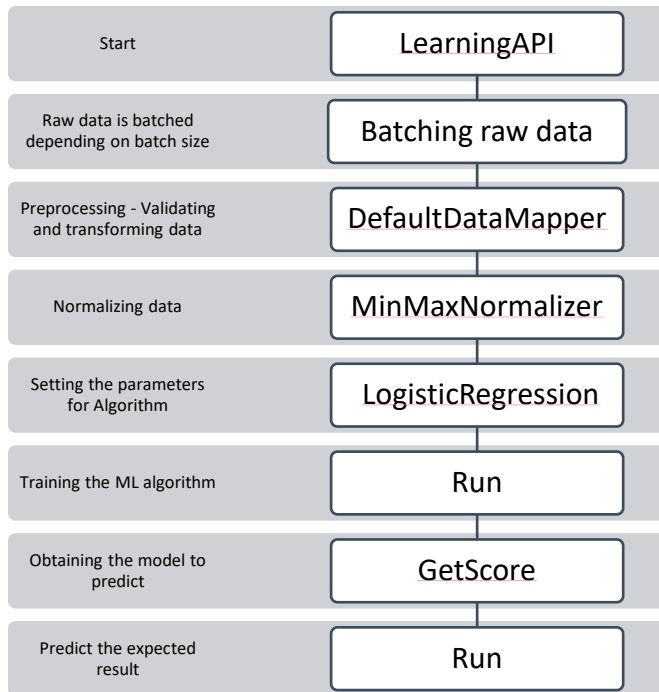 Start
LearningAPI
Raw data is batched
depending on batch size
Batching raw data
Preprocessing - Validating
and transforming data
DefaultDataMapper
Normalizing data
MinMaxNormalizer
Setting the parameters
for Algorithm
LogisticRegression
Training the ML algorithm
Run
Obtaining the model to
predict
GetScore
Predict the expected
result
Run